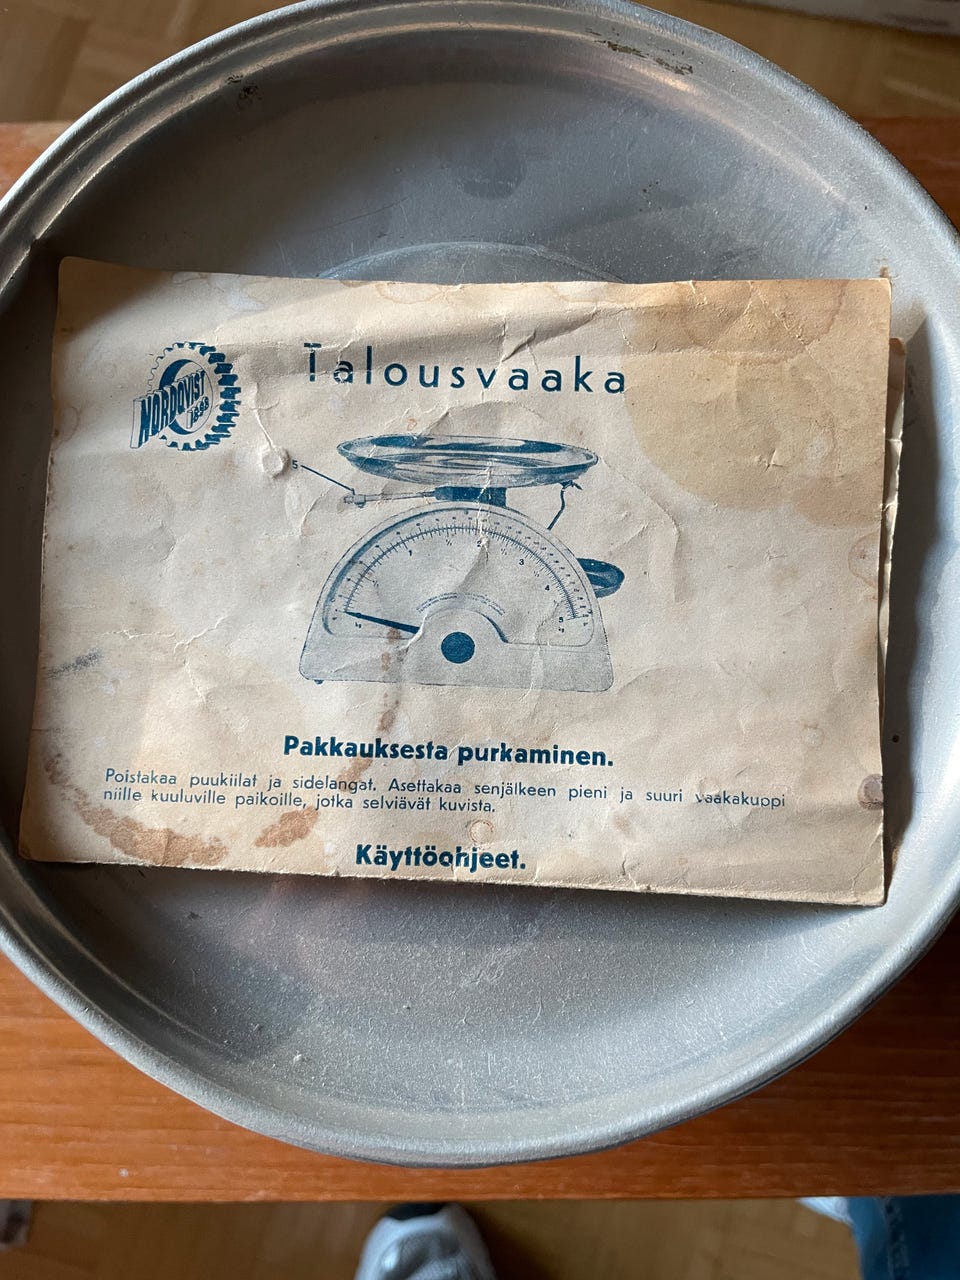 NORDQVIST
Talousvaaka
5
Pakkauksesta purkaminen.
Poistakaa puukiilat ja sidelangat. Asettakaa senjälkeen pieni ja suuri vaakakuppi
niille kuuluville paikoille, jotka selviävät kuvista.
Käyttöohjeet.